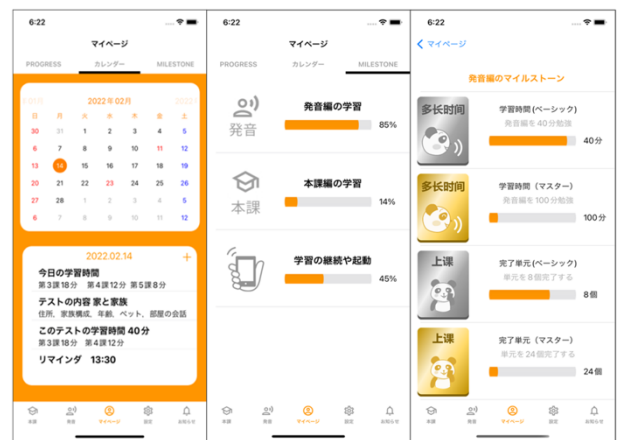 6:22
マイページ
PROGRESS カレンダー MILESTONE
2022年02月
日 月 火 水 木 金 土
30 31 1 2 3 4 5
6 7 8 9 10 11 12
13 14 15 16 17 18 19
20 21 22 23 24 25 26
27 28 1 2 3 4 5
6 7 8 9 10 11 12
2022.02.14 +
今日の学習時間
第3課18分 第4課12分 第5課8分
テストの内容 家と家族
住所、家族構成、年齢、ペット、部屋の会話
このテストの学習時間 40分
第3課18分 第4課12分
リマインダ 13:30
本課 発音 マイページ 設定 お知らせ
6:22
マイページ
PROGRESS カレンダー MILESTONE
発音
発音編の学習
85%
本課
本課編の学習
14%
学習の継続や起動
45%
本課 発音 マイページ 設定 お知らせ
6:22
マイページ
発音編のマイルストーン
多长时间
学習時間(ベーシック)
発音編を40分勉強
40分
多长时间
学習時間（マスター）
発音編を100分勉強
100分
上课
完了単元(ベーシック)
単元を8個完了する
8個
上课
完了単元（マスター）
単元を24個完了する
24個
本課 発音 マイページ 設定 お知らせ